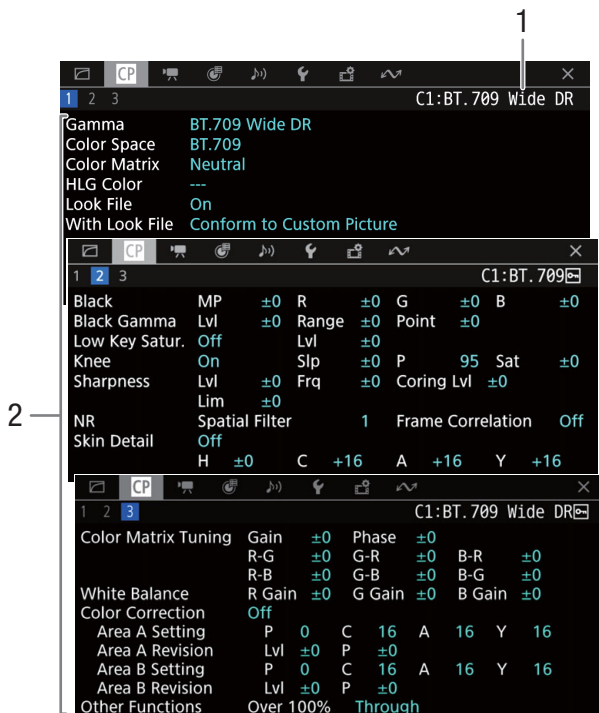 1
CP
1 2 3 C1:BT.709 Wide DR
Gamma BT.709 Wide DR
Color Space BT.709
Color Matrix Neutral
HLG Color ---
Look File On
With Look File Conform to Custom Picture
CP
1 2 3 C1:BT.709
Black MP ±0 R ±0 G ±0 B ±0
Black Gamma Lvl ±0 Range ±0 Point ±0
Low Key Satur. Off Lvl ±0
Knee On Slp ±0 P 95 Sat ±0
Sharpness Lvl ±0 Frq ±0 Coring Lvl ±0
Lim ±0
2
NR Spatial Filter 1 Frame Correlation Off
Skin Detail Off
H ±0 C +16 A +16 Y +16
CP
1 2 3 C1:BT.709 Wide DR
Color Matrix Tuning Gain ±0 Phase ±0
R-G ±0 G-R ±0 B-R ±0
R-B ±0 G-B ±0 B-G ±0
White Balance R Gain ±0 G Gain ±0 B Gain ±0
Color Correction Off
Area A Setting P 0 C 16 A 16 Y 16
Area A Revision Lvl ±0 P ±0
Area B Setting P 0 C 16 A 16 Y 16
Area B Revision Lvl ±0 P ±0
Other Functions Over 100% Through